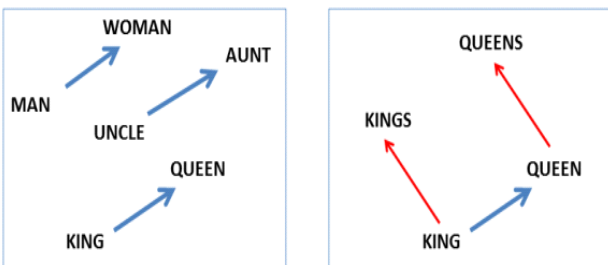 WOMAN
AUNT
MAN
UNCLE
QUEEN
KING
QUEENS
KINGS
QUEEN
KING